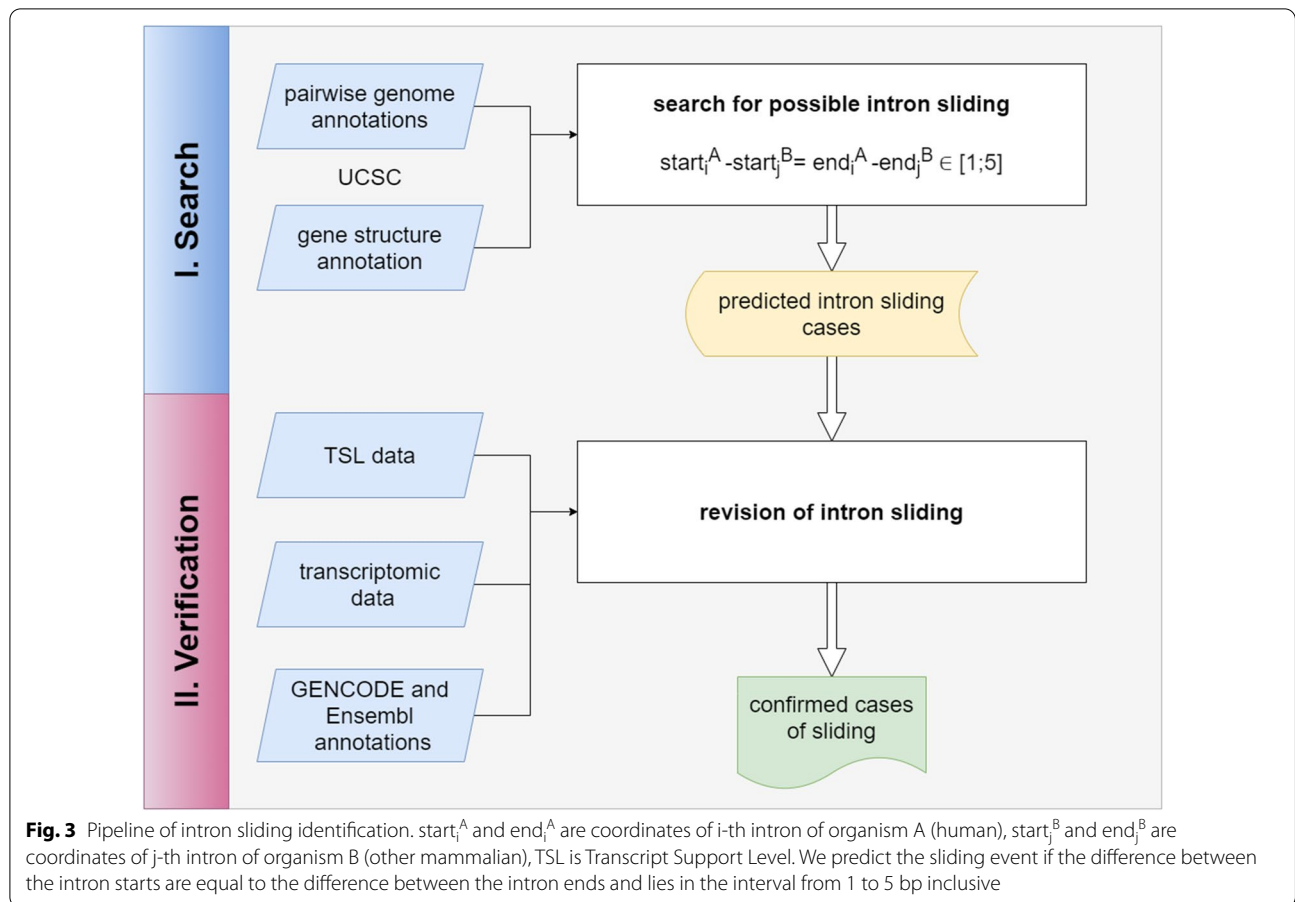 I. Search
pairwise genome
annotations
UCSC
gene structure
annotation
search for possible intron sliding
start_i^A -start_j^B= end_i^A -end_j^B ∈ [1;5]
predicted intron sliding
cases
II. Verification
TSL data
transcriptomic
data
GENCODE and
Ensembl
annotations
revision of intron sliding
confirmed cases
of sliding
Fig. 3 Pipeline of intron sliding identification. start_i^A and end_i^A are coordinates of i-th intron of organism A (human), start_j^B and end_j^B are
coordinates of j-th intron of organism B (other mammalian), TSL is Transcript Support Level. We predict the sliding event if the difference between
the intron starts are equal to the difference between the intron ends and lies in the interval from 1 to 5 bp inclusive